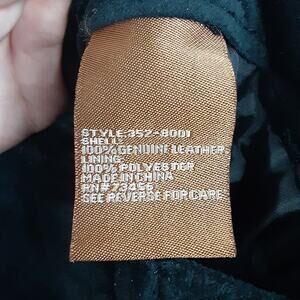 STYLE:352-8001
SHELL:
100% GENUINE LEATHER
LINING:
100% POLYESTER
MADE IN CHINA
RN# 73456
SEE REVERSE FOR CARE